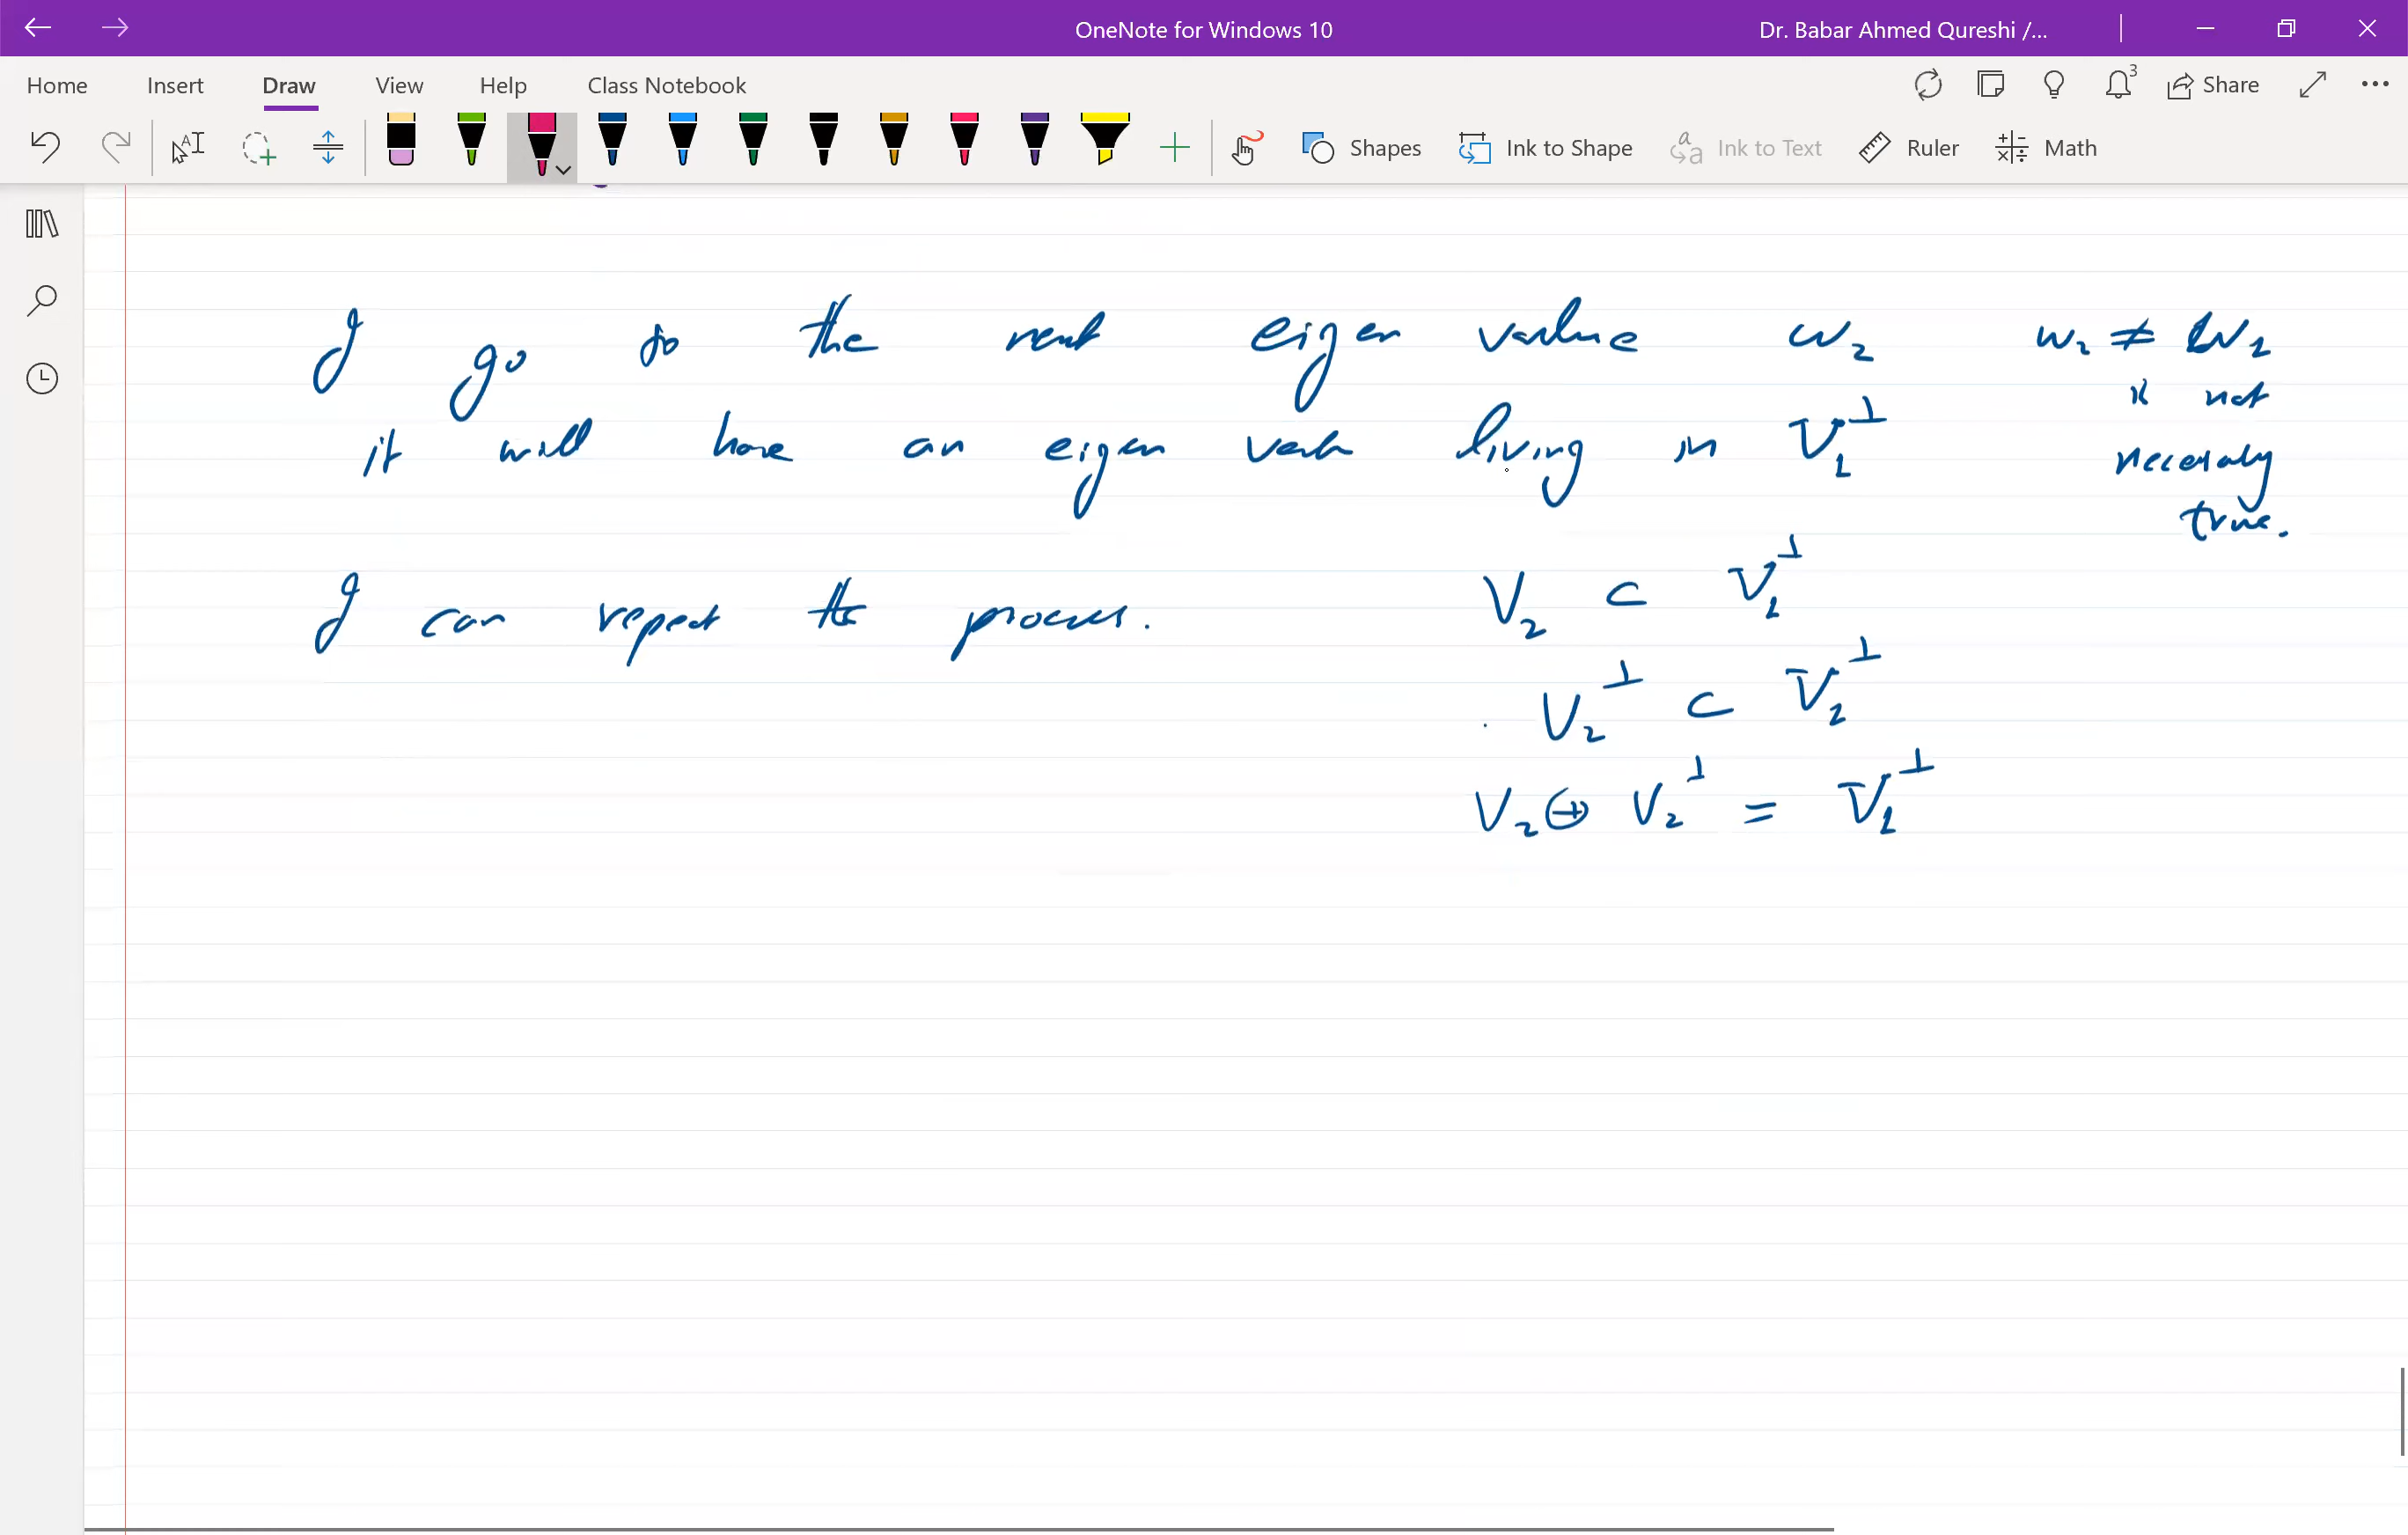 OneNote for Windows 10
Dr. Babar Ahmed Qureshi /...
Home Insert Draw View Help Class Notebook
3 Share
Shapes Ink to Shape Ink to Text Ruler Math
I go to the next eigen value ω₂ ω₂ ≠ ω₁
is not
it will have an eigen vector living in V₁^⊥
necessarily
true.
I can repeat the process. V₂ ⊂ V₁^⊥
V₂^⊥ ⊂ V₂^⊥
V₂ ⊕ V₂^⊥ = V₁^⊥